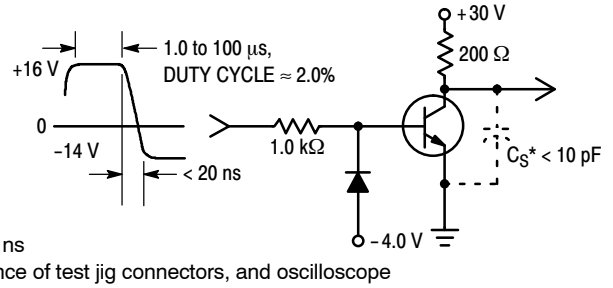 +30 V
200 Ω
+16 V
1.0 to 100 μs,
DUTY CYCLE ≈ 2.0%
0
−14 V
< 20 ns
1.0 kΩ
CS* < 10 pF
−4.0 V
ns
nce of test jig connectors, and oscilloscope